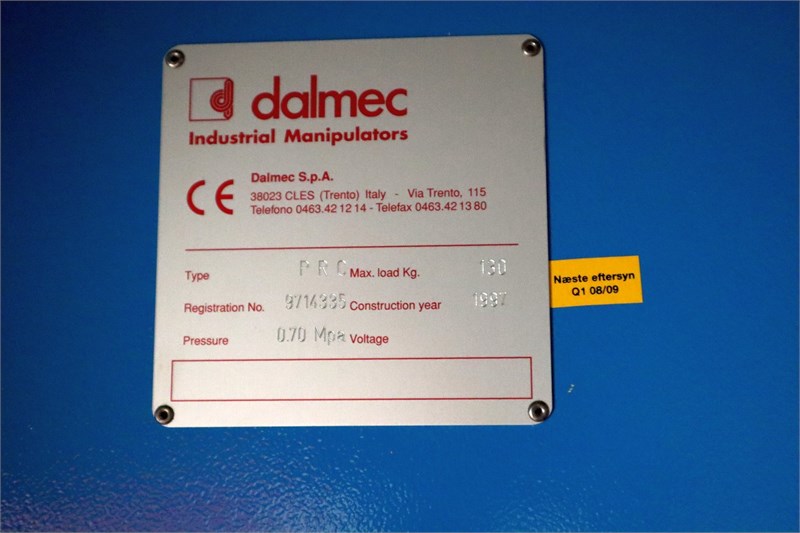 dalmec
Industrial Manipulators
CE
Dalmec S.p.A.
38023 CLES (Trento) Italy - Via Trento, 115
Telefono 0463.42 12 14 - Telefax 0463.42 13 80
Type P R C Max. load Kg. 130
Registration No. 9714335 Construction year 1997
Pressure 0.70 Mpa Voltage
Næste eftersyn
Q1 08/09